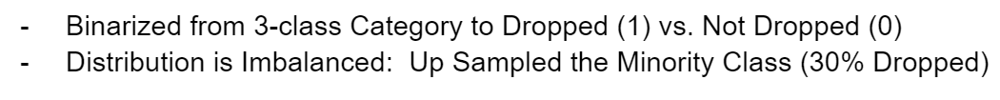 - Binarized from 3-class Category to Dropped (1) vs. Not Dropped (0)
- Distribution is Imbalanced:  Up Sampled the Minority Class (30% Dropped)